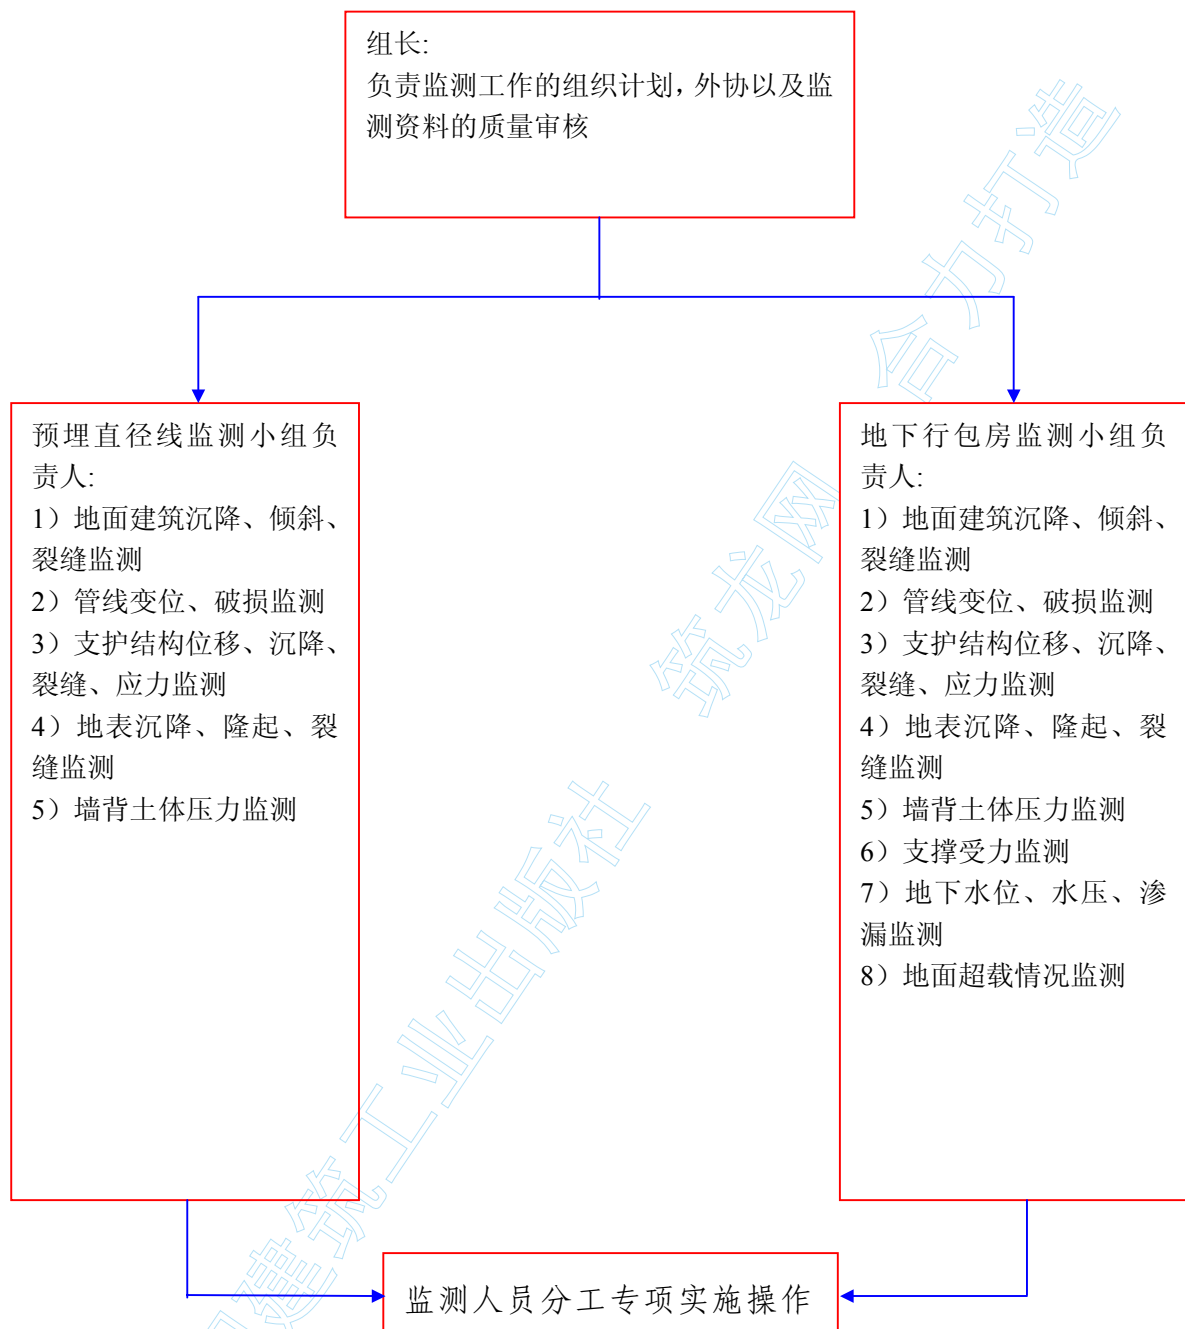 组长:
负责监测工作的组织计划，外协以及监
测资料的质量审核
预埋直径线监测小组负
责人:
1）地面建筑沉降、倾斜、
裂缝监测
2）管线变位、破损监测
3）支护结构位移、沉降、
裂缝、应力监测
4）地表沉降、隆起、裂
缝监测
5）墙背土体压力监测
地下行包房监测小组负
责人:
1）地面建筑沉降、倾斜、
裂缝监测
2）管线变位、破损监测
3）支护结构位移、沉降、
裂缝、应力监测
4）地表沉降、隆起、裂
缝监测
5）墙背土体压力监测
6）支撑受力监测
7）地下水位、水压、渗
漏监测
8）地面超载情况监测
监测人员分工专项实施操作
建筑工业出版社 筑龙网 合力打造